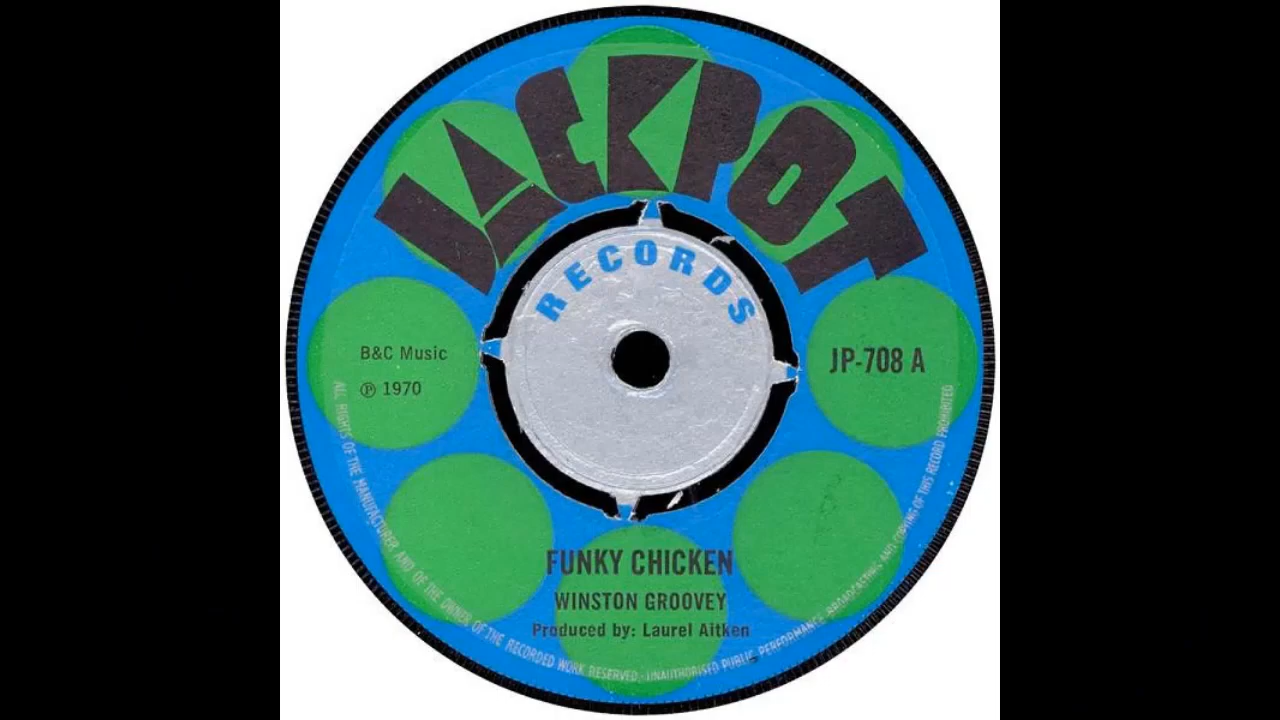 JACKPOT
RECORDS
B&C Music
℗ 1970
JP-708 A
FUNKY CHICKEN
WINSTON GROOVEY
Produced by: Laurel Aitken
ALL RIGHTS OF THE MANUFACTURER AND OF THE OWNER OF THE RECORDED WORK RESERVED. UNAUTHORISED PUBLIC PERFORMANCE, BROADCASTING AND COPYING OF THIS RECORD PROHIBITED